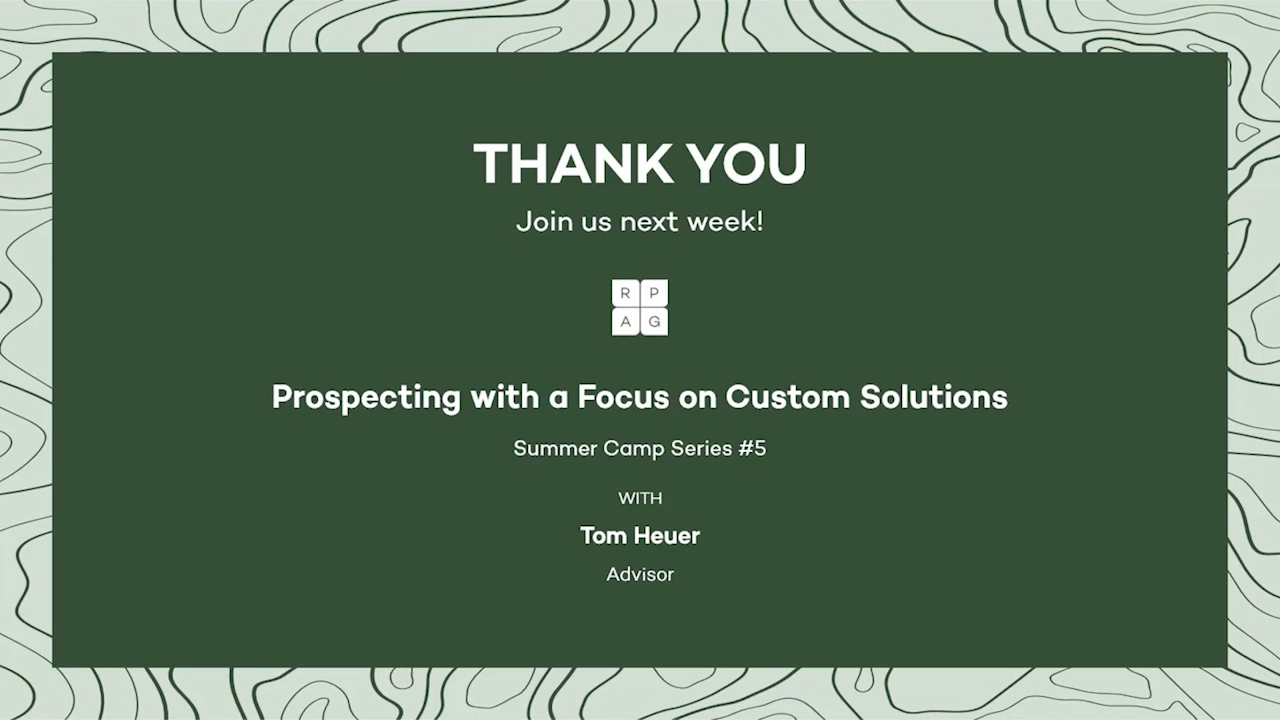 THANK YOU
Join us next week!
R P
A G
Prospecting with a Focus on Custom Solutions
Summer Camp Series #5
WITH
Tom Heuer
Advisor